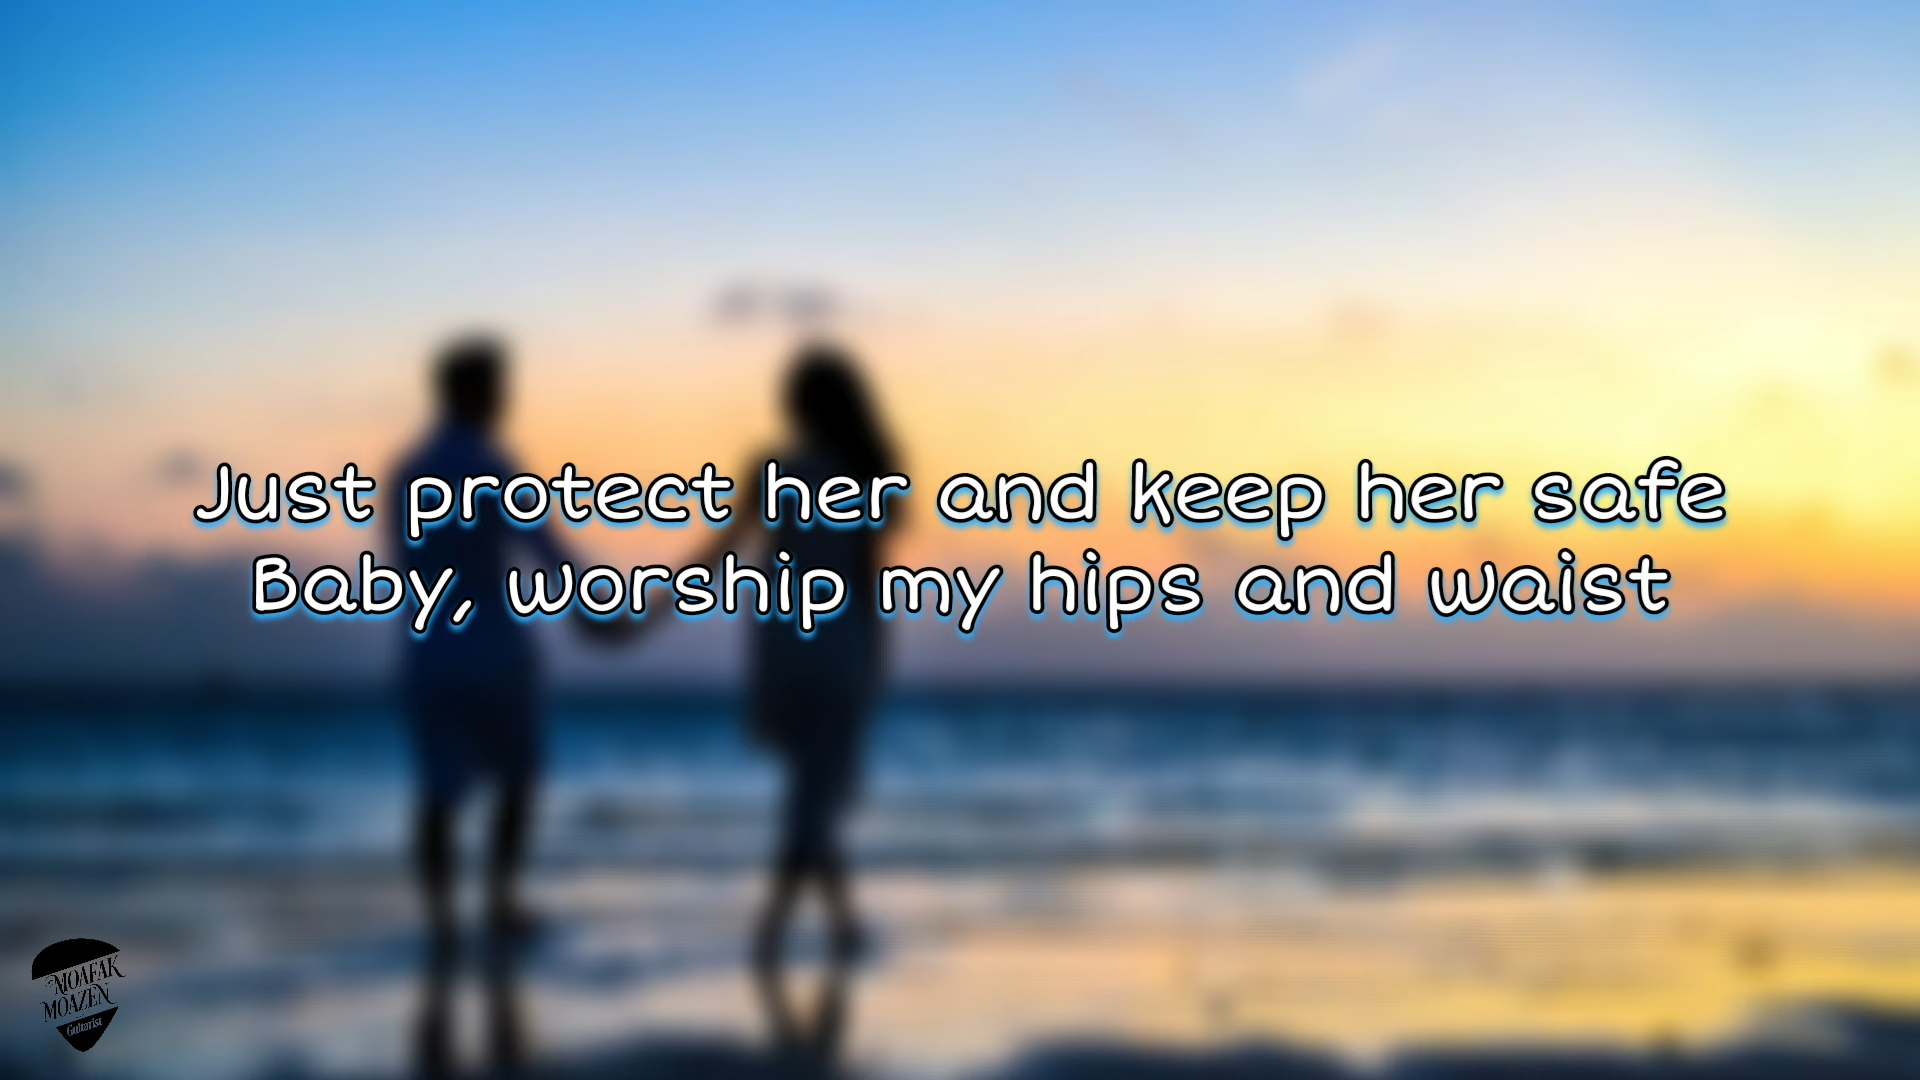 Just protect her and keep her safe
Baby, worship my hips and waist
MOAFAK
MOAZEN
Guitarist